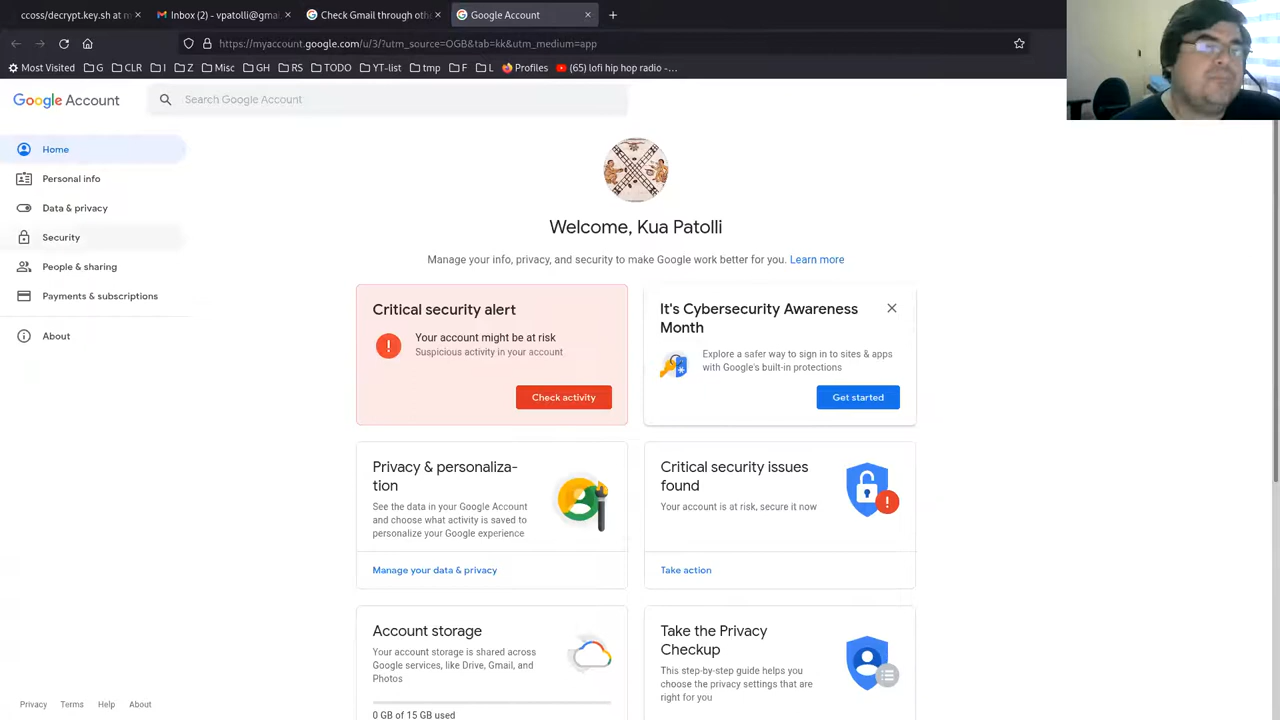 ccoss/decrypt.key.sh at m
Inbox (2) - vpatolli@gma
Check Gmail through oth
Google Account
https://myaccount.google.com/u/3/?utm_source=OGB&tab=kk&utm_medium=app
Most Visited
G
CLR
I
Z
Misc
GH
RS
TODO
YT-list
tmp
F
L
Profiles
(65) lofi hip hop radio -…
Google Account
Search Google Account
Home
Personal info
Data & privacy
Security
People & sharing
Payments & subscriptions
About
Welcome, Kua Patolli
Manage your info, privacy, and security to make Google work better for you. Learn more
Critical security alert
Your account might be at risk
Suspicious activity in your account
Check activity
It's Cybersecurity Awareness
Month
Explore a safer way to sign in to sites & apps
with Google's built-in protections
Get started
Privacy & personaliza-
tion
See the data in your Google Account
and choose what activity is saved to
personalize your Google experience
Manage your data & privacy
Critical security issues
found
Your account is at risk, secure it now
Take action
Account storage
Your account storage is shared across
Google services, like Drive, Gmail, and
Photos
0 GB of 15 GB used
Take the Privacy
Checkup
This step-by-step guide helps you
choose the privacy settings that are
right for you
Privacy
Terms
Help
About